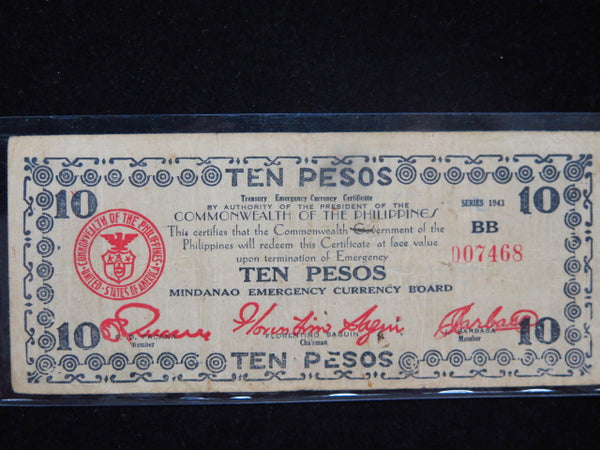 TEN PESOS
10
10
Treasury Emergency Currency Certificate
BY AUTHORITY OF THE PRESIDENT OF THE
COMMONWEALTH OF THE PHILIPPINES
SERIES 1943
This certifies that the Commonwealth Government of the
Philippines will redeem this Certificate at face value
upon termination of Emergency
BB
007468
COMMONWEALTH OF THE PHILIPPINES
UNITED STATES OF AMERICA
TEN PESOS
MINDANAO EMERGENCY CURRENCY BOARD
Florentino Saguin
FLORENTINO SAGUIN
Chairman
BARBASA
Member
10
10
TEN PESOS